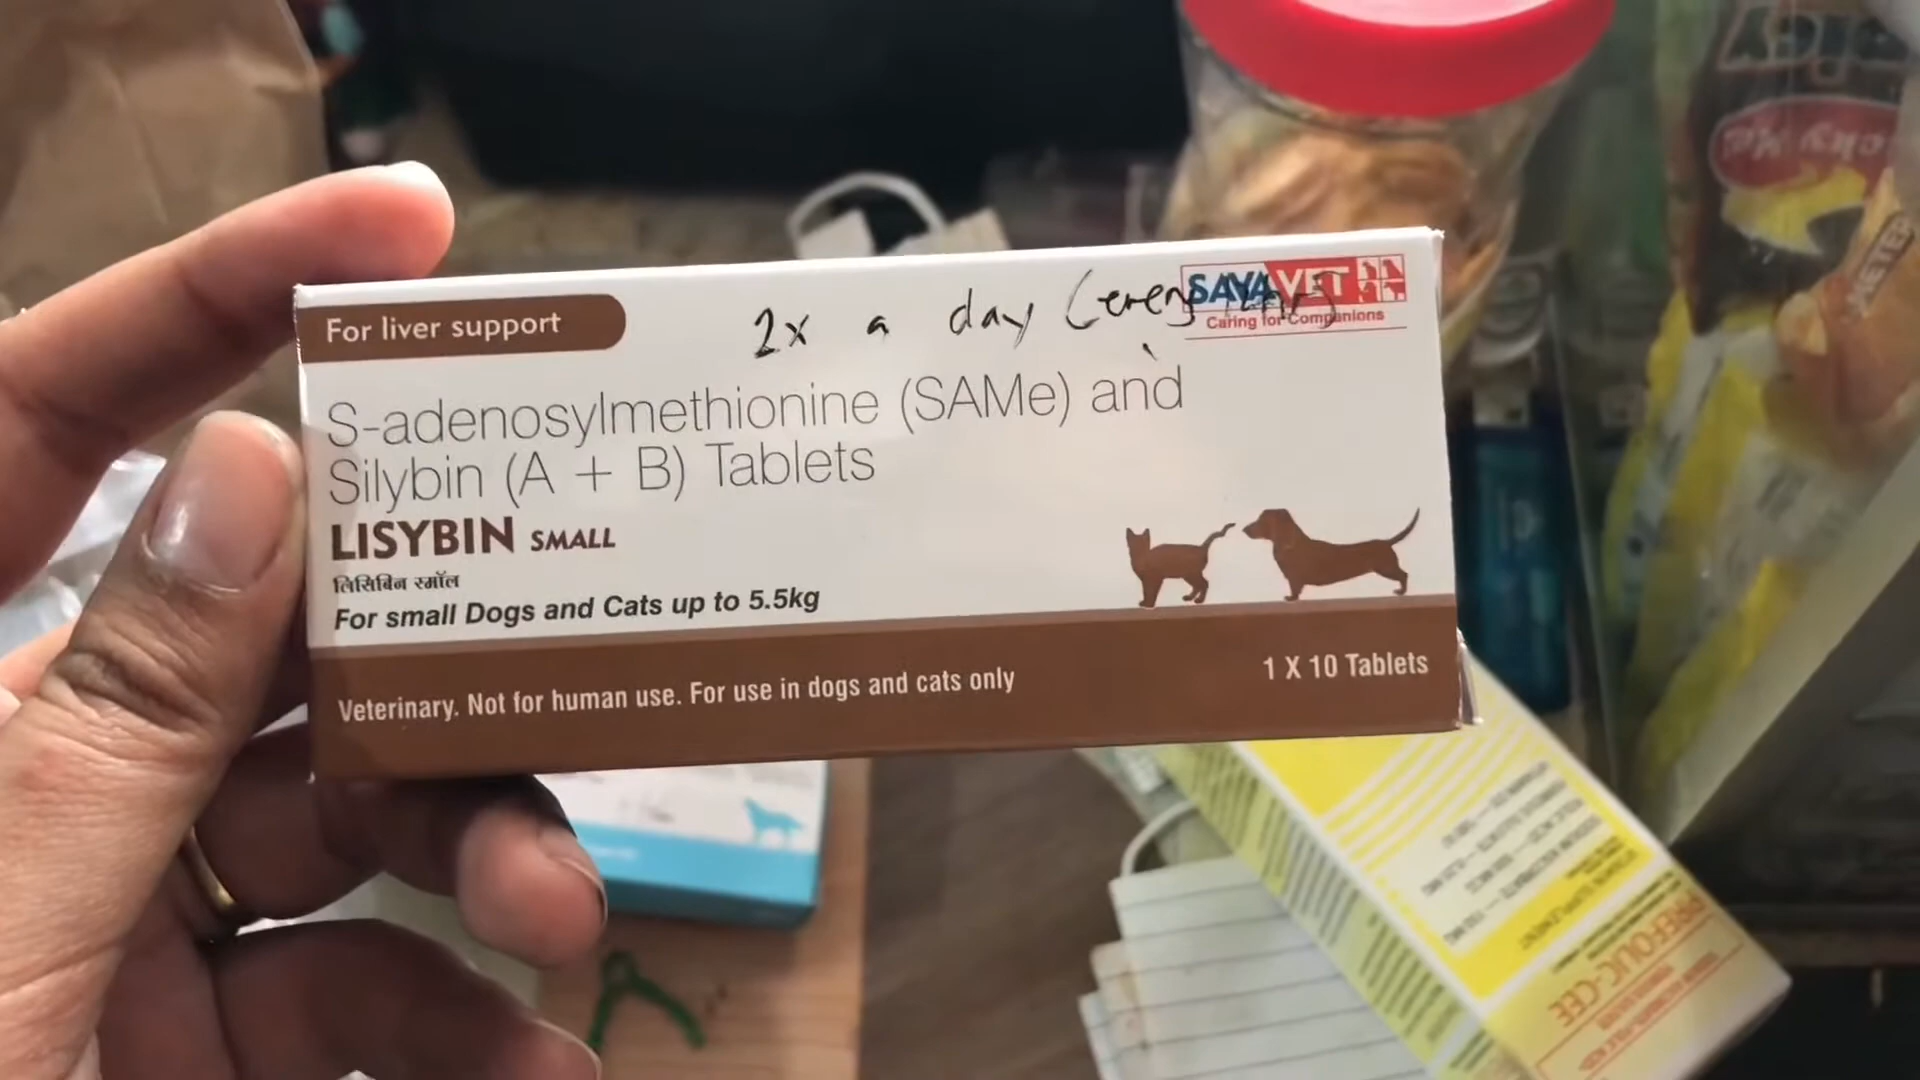 For liver support
2x a day (every 12hr)
SAVAVET
Caring for Companions
S-adenosylmethionine (SAMe) and
Silybin (A + B) Tablets
LISYBIN SMALL
लिसिबिन स्मॉल
For small Dogs and Cats up to 5.5kg
Veterinary. Not for human use. For use in dogs and cats only
1 X 10 Tablets